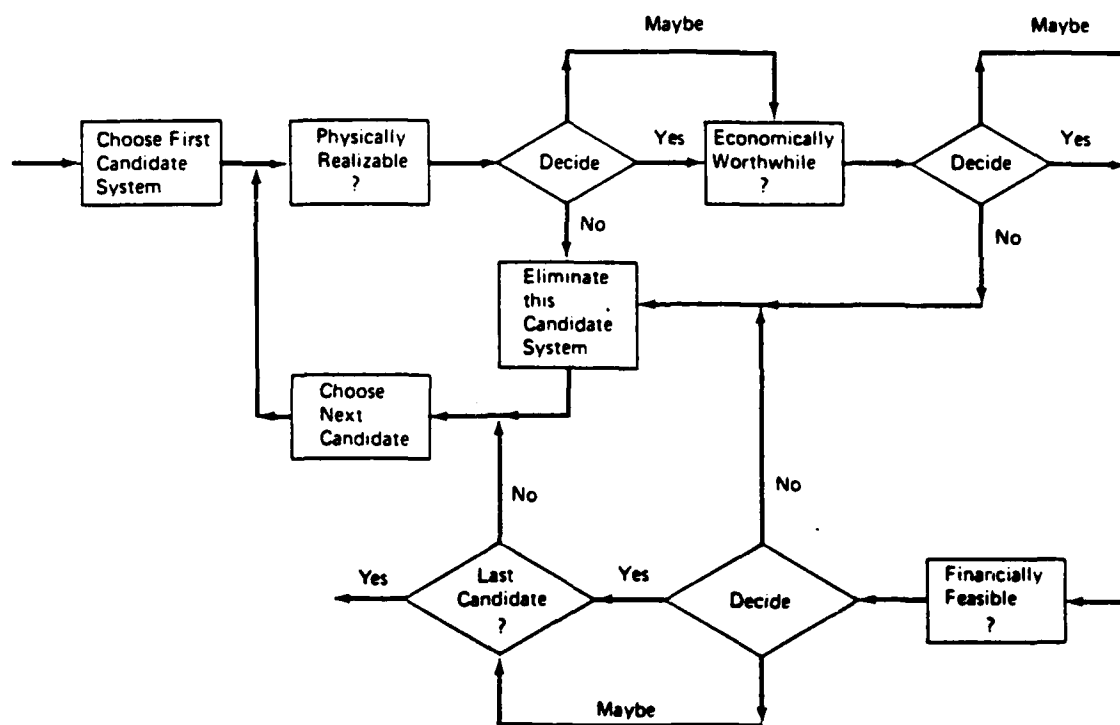 Maybe
Maybe
Choose First
Candidate
System
Physically
Realizable
?
Decide
Yes
Economically
Worthwhile
?
Decide
Yes
No
No
Eliminate
this
Candidate
System
Choose
Next
Candidate
No
No
Yes
Last
Candidate
?
Yes
Decide
Financially
Feasible
?
Maybe